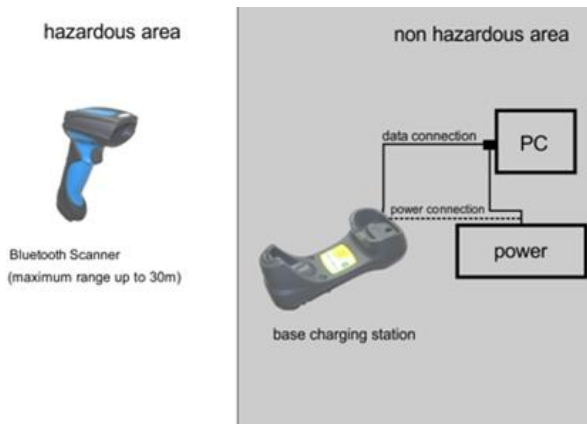 hazardous area
non hazardous area
data connection
PC
power connection
power
Bluetooth Scanner
(maximum range up to 30m)
base charging station